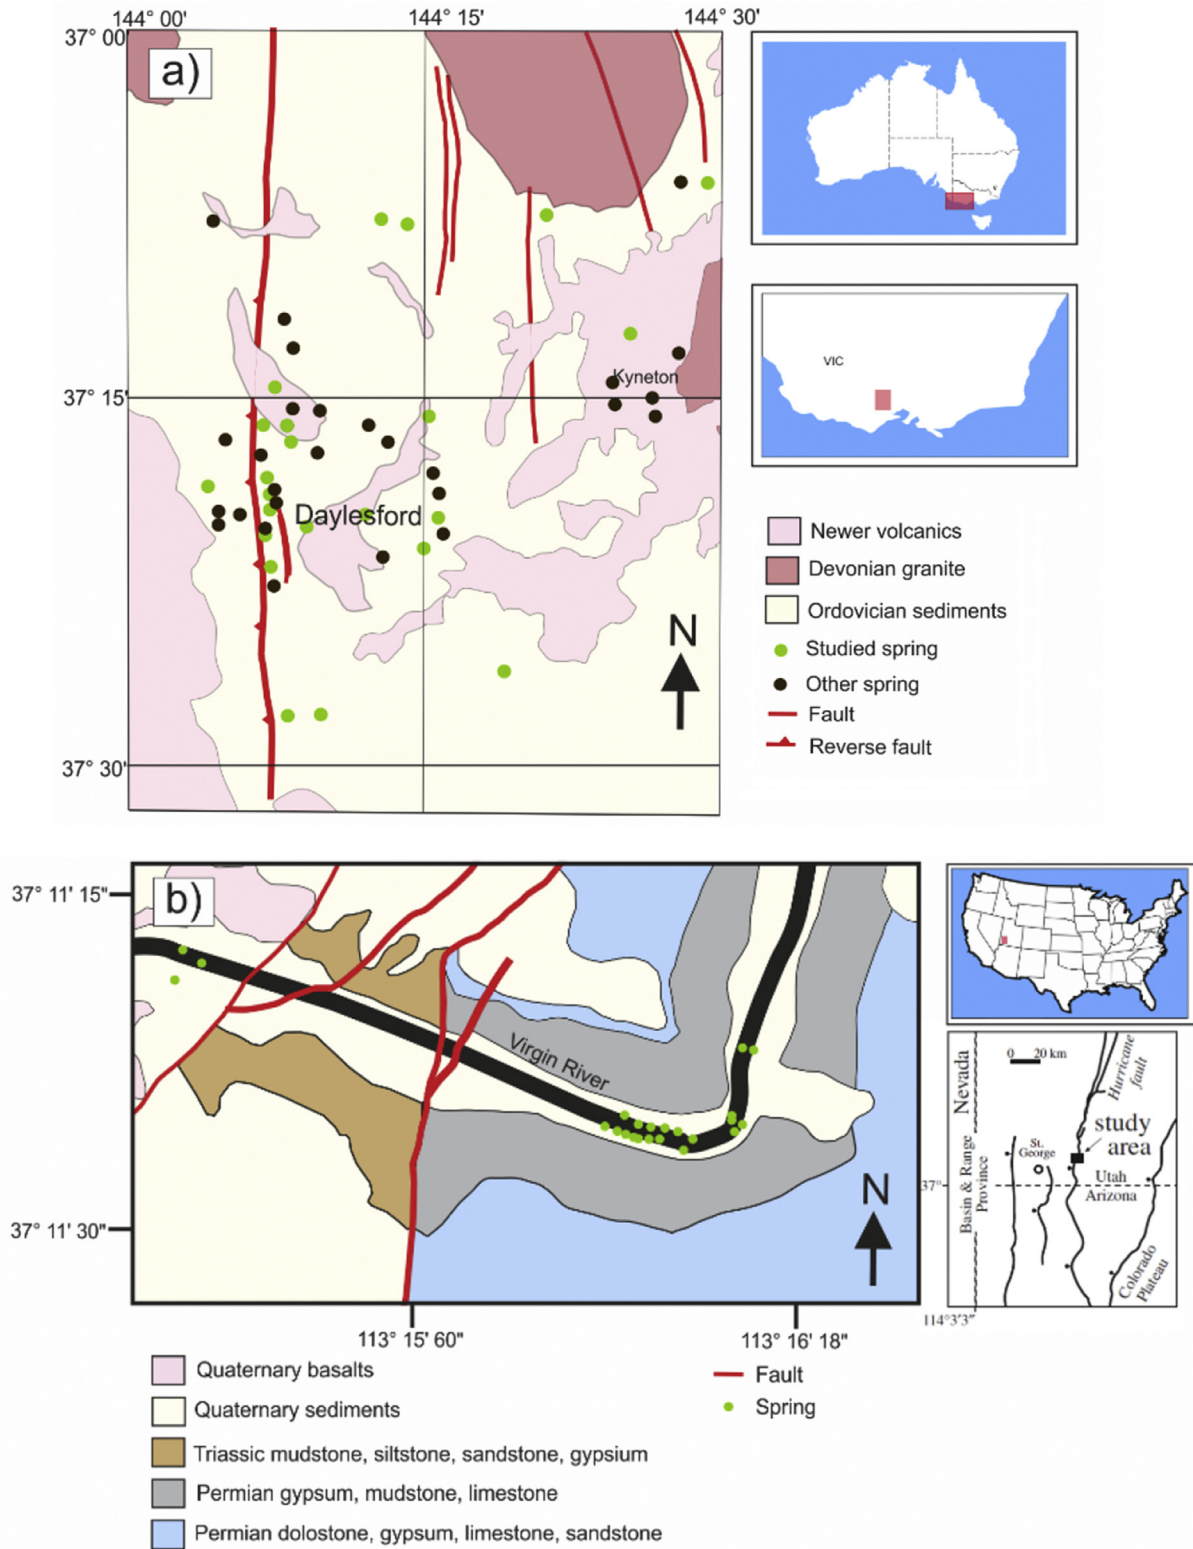 144° 00'
144° 15'
144° 30'
37° 00'
a)
37° 15'
Kyneton
Daylesford
N
37° 30'
VIC
Newer volcanics
Devonian granite
Ordovician sediments
Studied spring
Other spring
Fault
Reverse fault
37° 11' 15"
b)
Virgin River
N
37° 11' 30"
113° 15' 60"
113° 16' 18"
Nevada
0 20 km
Hurricane
fault
study
area
St.
George
Basin & Range
Province
37°
Utah
Arizona
Colorado
Plateau
114°3'3"
Quaternary basalts
Quaternary sediments
Triassic mudstone, siltstone, sandstone, gypsium
Permian gypsum, mudstone, limestone
Permian dolostone, gypsum, limestone, sandstone
Fault
Spring